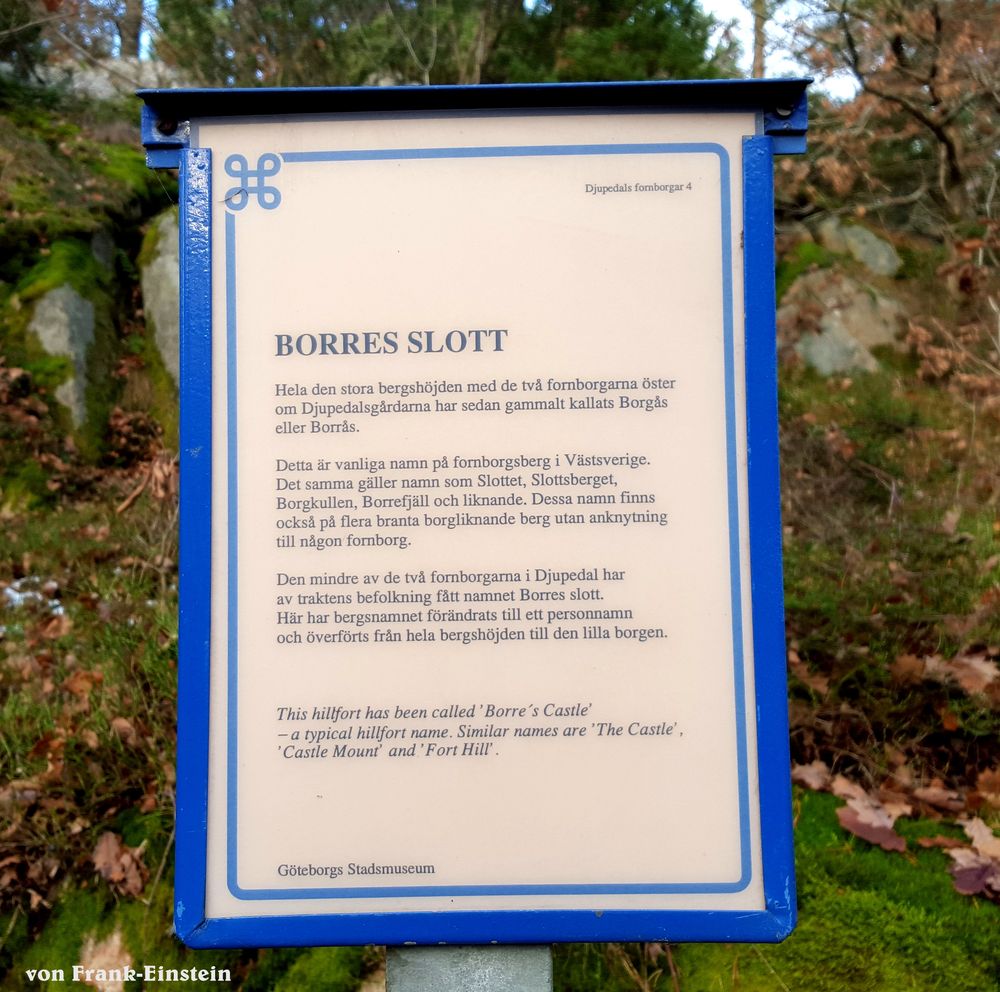 Djupedals fornborgar 4
BORRES SLOTT
Hela den stora bergshöjden med de två fornborgarna öster
om Djupedalsgårdarna har sedan gammalt kallats Borgås
eller Borrås.
Detta är vanliga namn på fornborgsberg i Västsverige.
Det samma gäller namn som Slottet, Slottsberget,
Borgkullen, Borrefjäll och liknande. Dessa namn finns
också på flera branta borgliknande berg utan anknytning
till någon fornborg.
Den mindre av de två fornborgarna i Djupedal har
av traktens befolkning fått namnet Borres slott.
Här har bergsnamnet förändrats till ett personnamn
och överförts från hela bergshöjden till den lilla borgen.
This hillfort has been called ’Borre´s Castle’
– a typical hillfort name. Similar names are ’The Castle’,
’Castle Mount’ and ’Fort Hill’.
Göteborgs Stadsmuseum
von Frank-Einstein